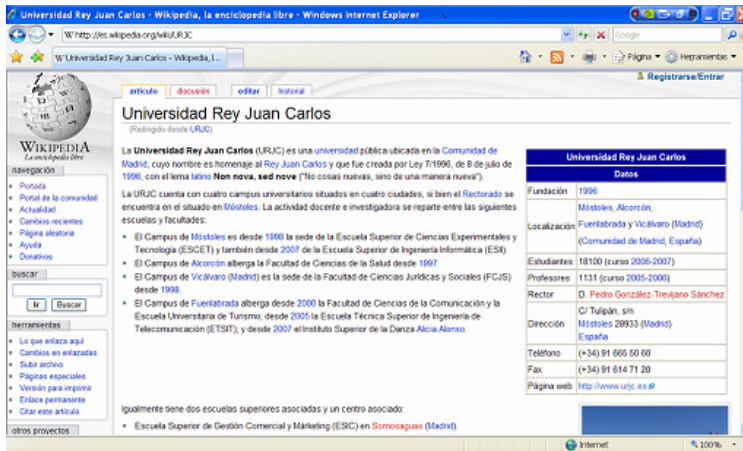 Universidad Rey Juan Carlos - Wikipedia, la enciclopedia libre - Windows Internet Explorer
http://es.wikipedia.org/wiki/URJC
Google
Universidad Rey Juan Carlos - Wikipedia, l...
Página
Herramientas
Registrarse/Entrar
artículo
discusión
editar
historial
Universidad Rey Juan Carlos
(Redirigido desde URJC)
La Universidad Rey Juan Carlos (URJC) es una universidad pública ubicada en la Comunidad de
Madrid, cuyo nombre es homenaje al Rey Juan Carlos y que fue creada por Ley 7/1996, de 8 de julio de
1996, con el lema latino Non nova, sed nove ("No cosas nuevas, sino de una manera nueva").
La URJC cuenta con cuatro campus universitarios situados en cuatro ciudades, si bien el Rectorado se
encuentra en el situado en Móstoles. La actividad docente e investigadora se reparte entre las siguientes
escuelas y facultades:
El Campus de Móstoles es desde 1998 la sede de la Escuela Superior de Ciencias Experimentales y
Tecnología (ESCET) y también desde 2007 de la Escuela Superior de Ingeniería Informática (ESII).
El Campus de Alcorcón alberga la Facultad de Ciencias de la Salud desde 1997.
El Campus de Vicálvaro (Madrid) es la sede de la Facultad de Ciencias Jurídicas y Sociales (FCJS)
desde 1998.
El Campus de Fuenlabrada alberga desde 2000 la Facultad de Ciencias de la Comunicación y la
Escuela Universitaria de Turismo; desde 2005 la Escuela Técnica Superior de Ingeniería de
Telecomunicación (ETSIT); y desde 2007 el Instituto Superior de la Danza Alicia Alonso.
Igualmente tiene dos escuelas superiores asociadas y un centro asociado:
Escuela Superior de Gestión Comercial y Márketing (ESIC) en Somosaguas (Madrid).
Universidad Rey Juan Carlos
Datos
Fundación 1996
Localización Móstoles, Alcorcón,
Fuenlabrada y Vicálvaro (Madrid)
(Comunidad de Madrid, España)
Estudiantes 18100 (curso 2006-2007)
Profesores 1131 (curso 2005-2006)
Rector D. Pedro González-Trevijano Sánchez
Dirección C/ Tulipán, s/n
Móstoles 28933 (Madrid)
España
Teléfono (+34) 91 665 50 60
Fax (+34) 91 614 71 20
Página web http://www.urjc.es
WIKIPEDIA
La enciclopedia libre
navegación
Portada
Portal de la comunidad
Actualidad
Cambios recientes
Página aleatoria
Ayuda
Donativos
buscar
Ir
Buscar
herramientas
Lo que enlaza aquí
Cambios en enlazadas
Subir archivo
Páginas especiales
Versión para imprimir
Enlace permanente
Citar este artículo
otros proyectos
Internet
100%